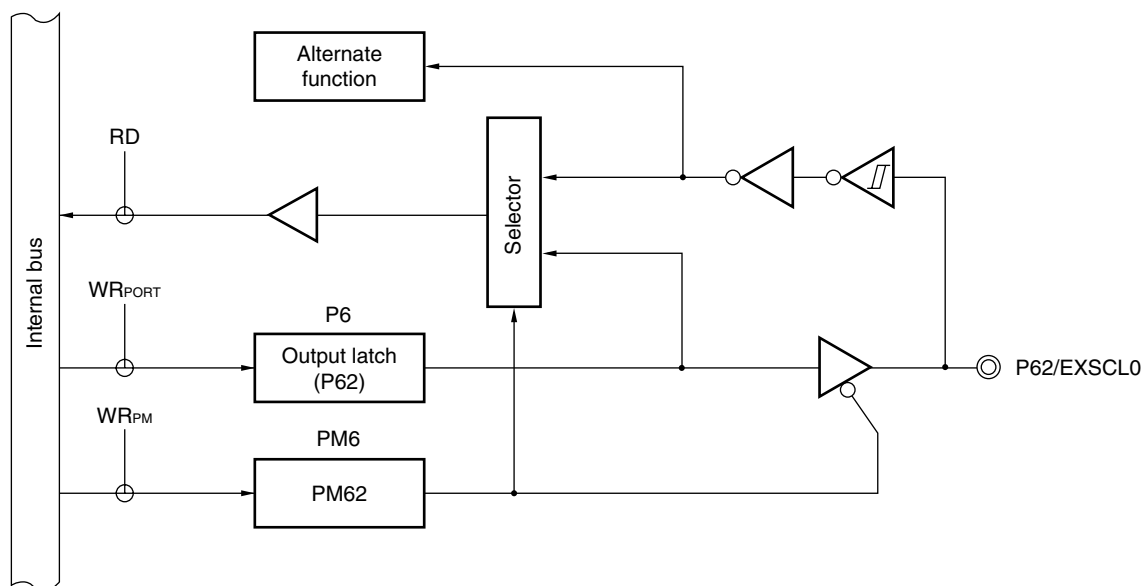 Alternate
function
RD
Selector
Internal bus
WRPORT
P6
Output latch
(P62)
P62/EXSCL0
WRPM
PM6
PM62